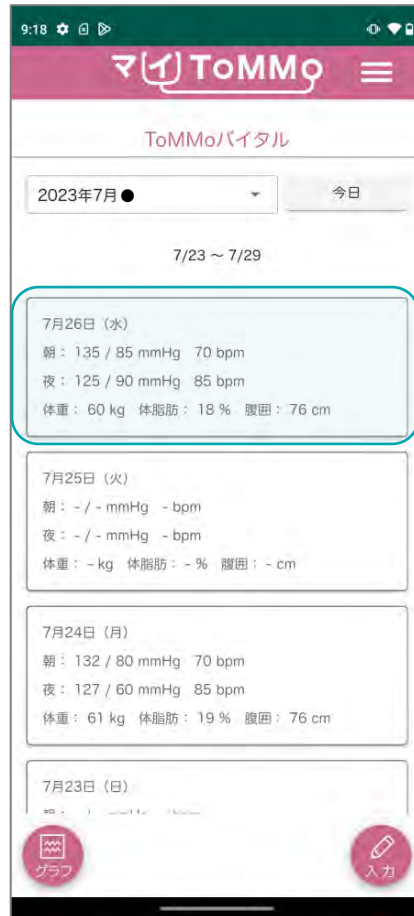 9:18
マイ ToMMo
ToMMoバイタル
2023年7月●
今日
7/23 ～ 7/29
7月26日（水）
朝： 135 / 85 mmHg 70 bpm
夜： 125 / 90 mmHg 85 bpm
体重： 60 kg 体脂肪： 18 % 腹囲： 76 cm
7月25日（火）
朝： - / - mmHg - bpm
夜： - / - mmHg - bpm
体重： - kg 体脂肪： - % 腹囲： - cm
7月24日（月）
朝： 132 / 80 mmHg 70 bpm
夜： 127 / 60 mmHg 85 bpm
体重： 61 kg 体脂肪： 19 % 腹囲： 76 cm
7月23日（日）
グラフ
入力